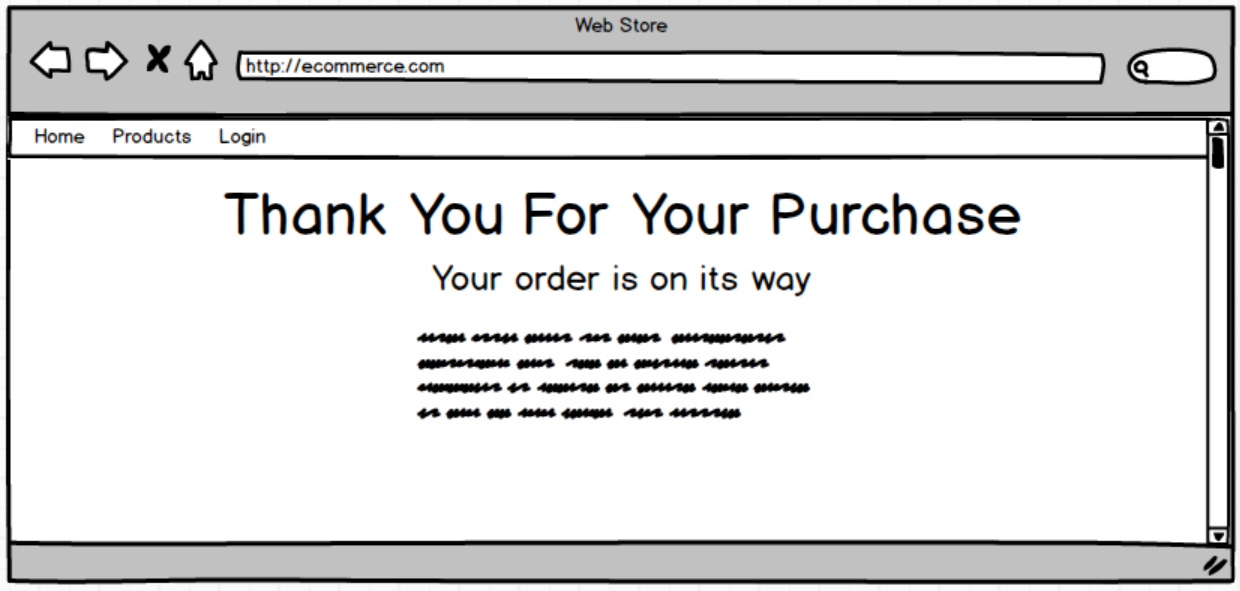 Web Store
http://ecommerce.com
Home Products Login
Thank You For Your Purchase
Your order is on its way